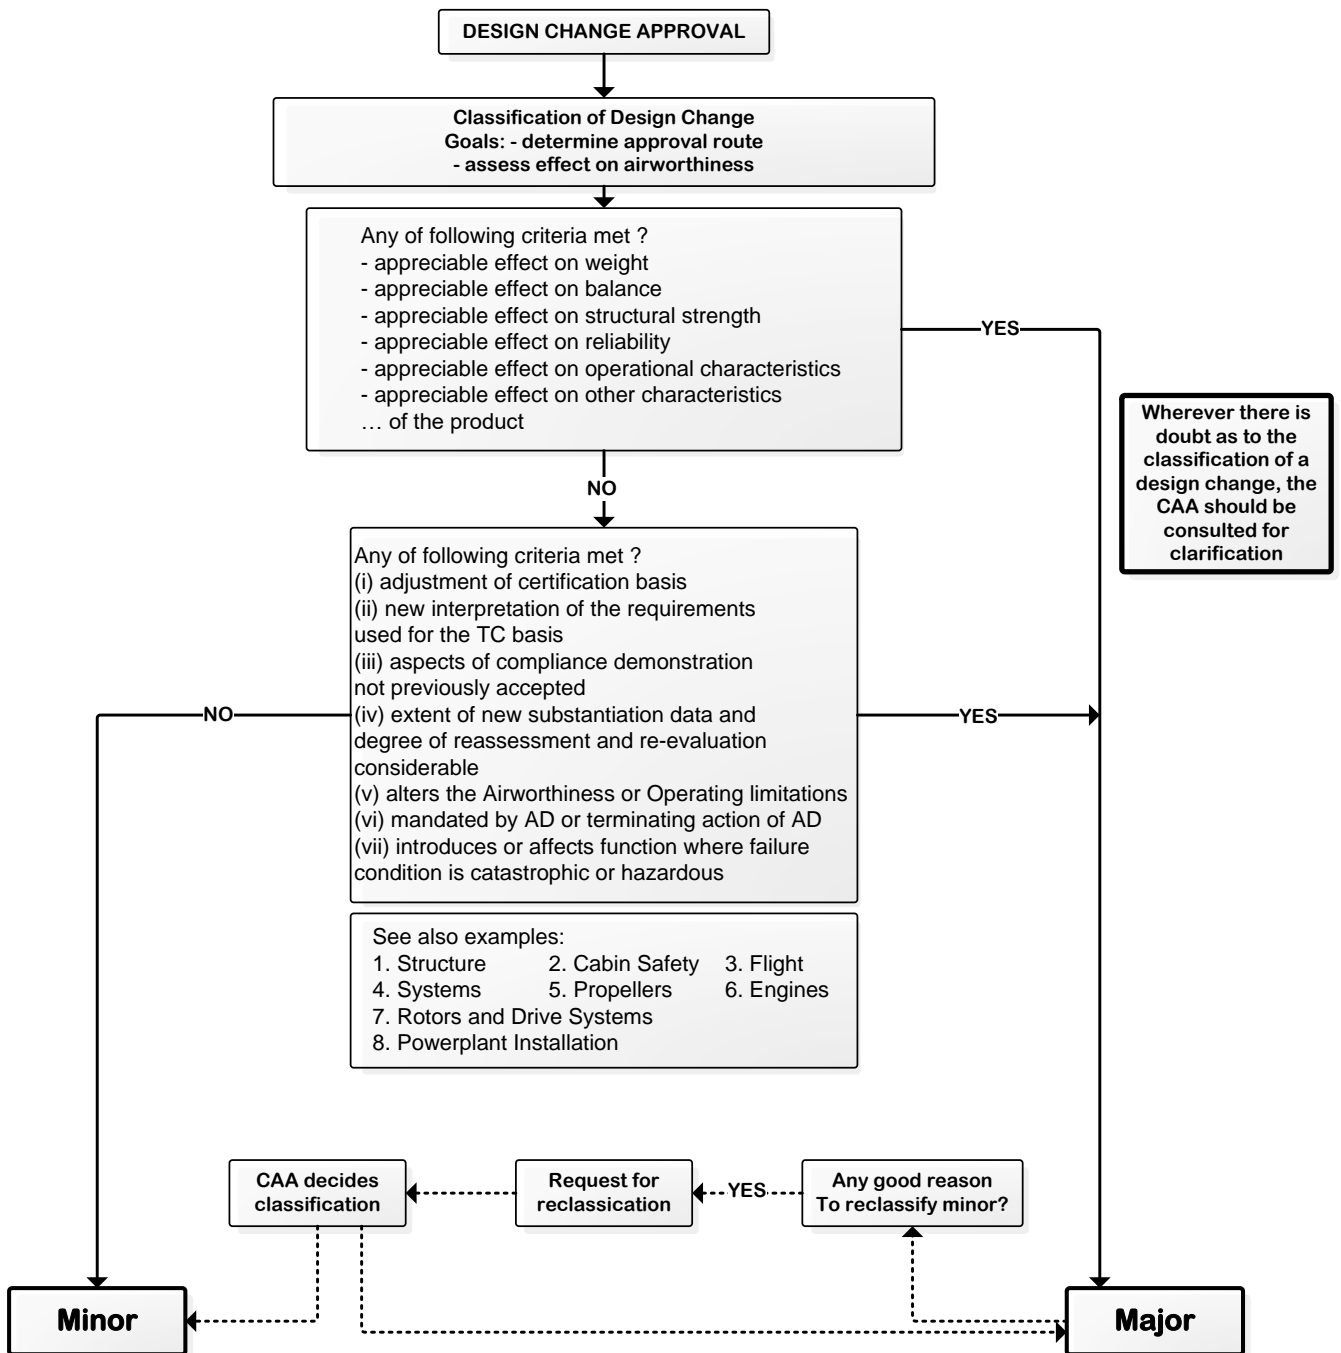 DESIGN CHANGE APPROVAL
Classification of Design Change
Goals: - determine approval route
- assess effect on airworthiness
Any of following criteria met ?
- appreciable effect on weight
- appreciable effect on balance
- appreciable effect on structural strength
- appreciable effect on reliability
- appreciable effect on operational characteristics
- appreciable effect on other characteristics
... of the product
YES
Wherever there is
doubt as to the
classification of a
design change, the
CAA should be
consulted for
clarification
NO
Any of following criteria met ?
(i) adjustment of certification basis
(ii) new interpretation of the requirements
used for the TC basis
(iii) aspects of compliance demonstration
not previously accepted
(iv) extent of new substantiation data and
degree of reassessment and re-evaluation
considerable
(v) alters the Airworthiness or Operating limitations
(vi) mandated by AD or terminating action of AD
(vii) introduces or affects function where failure
condition is catastrophic or hazardous
NO
YES
See also examples:
1. Structure 2. Cabin Safety 3. Flight
4. Systems 5. Propellers 6. Engines
7. Rotors and Drive Systems
8. Powerplant Installation
CAA decides
classification
Request for
reclassication
YES
Any good reason
To reclassify minor?
Minor
Major